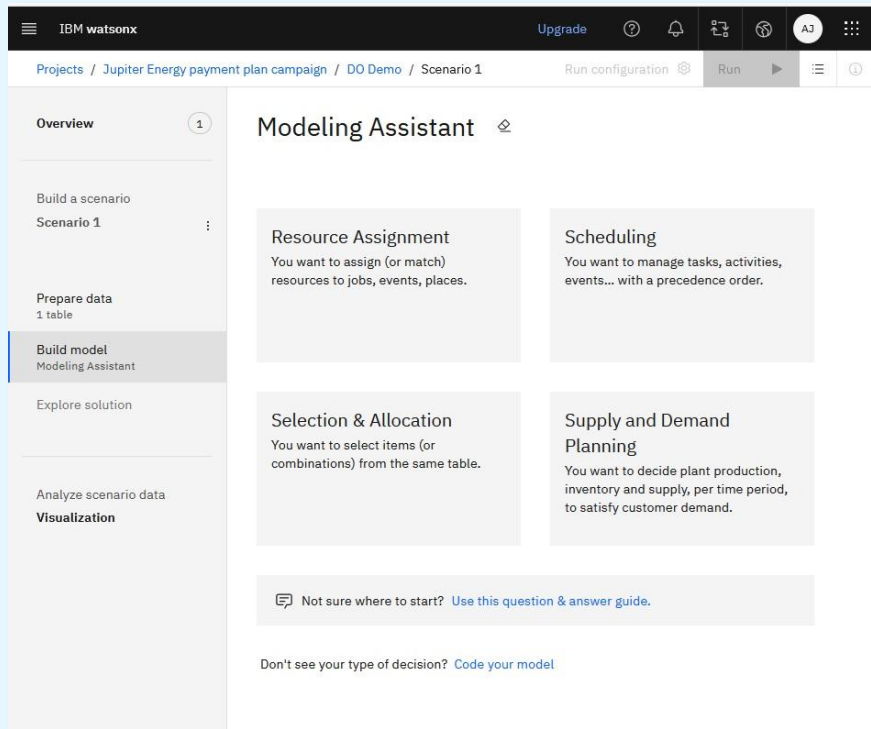 IBM watsonx
Upgrade
AJ
Projects / Jupiter Energy payment plan campaign / DO Demo / Scenario 1
Run configuration
Run
Overview
1
Build a scenario
Scenario 1
Prepare data
1 table
Build model
Modeling Assistant
Explore solution
Analyze scenario data
Visualization
Modeling Assistant
Resource Assignment
You want to assign (or match)
resources to jobs, events, places.
Scheduling
You want to manage tasks, activities,
events... with a precedence order.
Selection & Allocation
You want to select items (or
combinations) from the same table.
Supply and Demand
Planning
You want to decide plant production,
inventory and supply, per time period,
to satisfy customer demand.
Not sure where to start? Use this question & answer guide.
Don't see your type of decision? Code your model